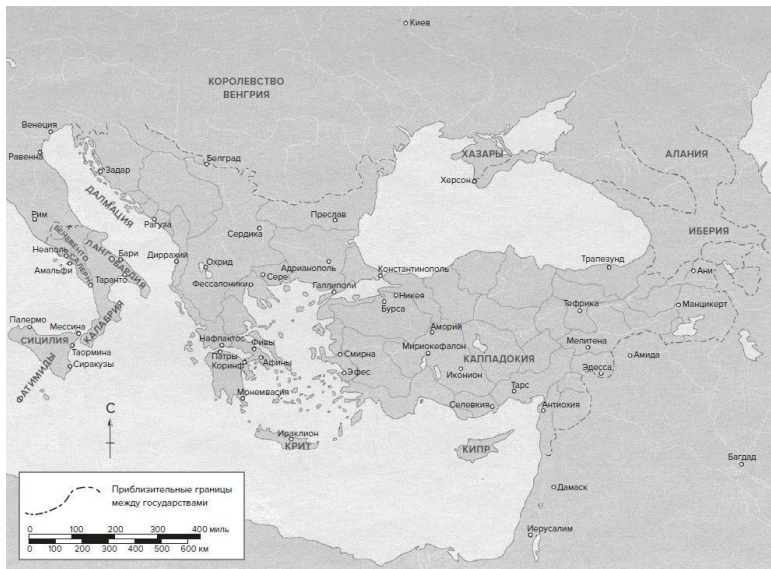 Киев
КОРОЛЕВСТВО
ВЕНГРИЯ
Венеция
Равенна
Задар
Белград
ХАЗАРЫ
Херсон
АЛАНИЯ
ДАЛМАЦИЯ
Рим
Рагуза
Преслав
Сердика
ИБЕРИЯ
БЕНЕВЕНТО
Неаполь
Амальфи
САЛЕРНО
ЛАНГОБАРДИЯ
Бари
Таранто
Диррахий
Охрид
Адрианополь
Сере
Фессалоники
Галлиполи
Константинополь
Никея
Бурса
Трапезунд
Ани
Тефрика
Манцикерт
Палермо
Мессина
КАЛАБРИЯ
СИЦИЛИЯ
Таормина
Сиракузы
ФАТИМИДЫ
Нафпактос
Фивы
Патры
Коринф
Афины
Монемвасия
Смирна
Эфес
Аморий
Мириокефалон
КАППАДОКИЯ
Иконион
Мелитена
Амида
Эдесса
Тарс
Селевкия
Антиохия
С
Ираклион
КРИТ
КИПР
Багдад
Дамаск
Иерусалим
Приблизительные границы
между государствами
0 100 200 300 400 миль
0 100 200 300 400 500 600 км